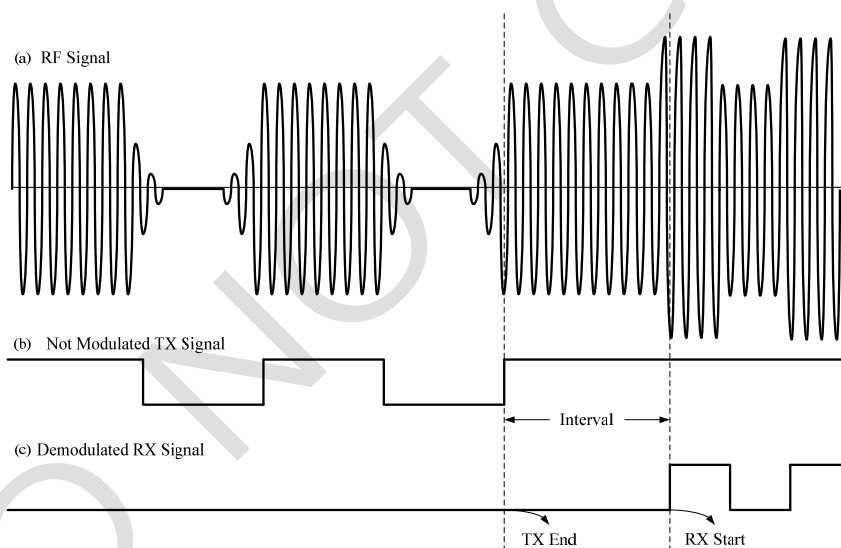 (a) RF Signal
(b) Not Modulated TX Signal
Interval
(c) Demodulated RX Signal
TX End
RX Start